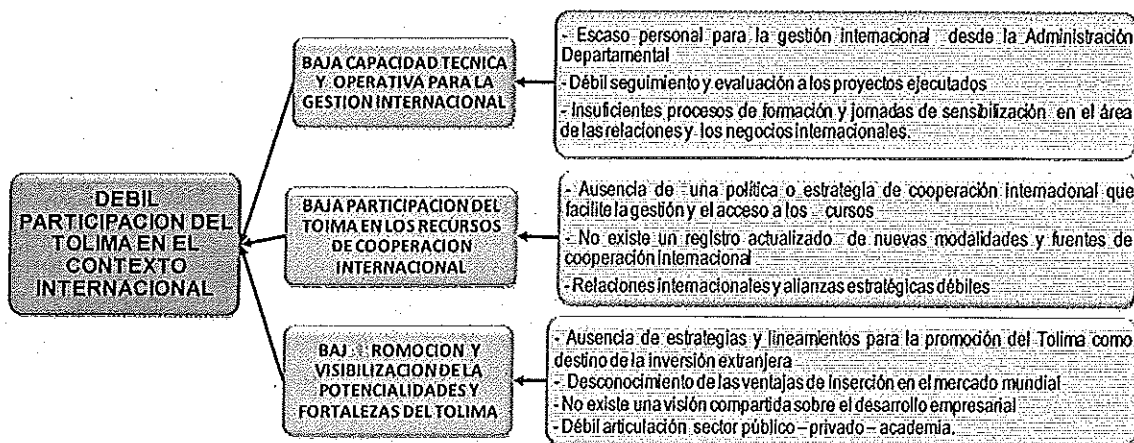 DEBIL
PARTICIPACION DEL
TOLIMA EN EL
CONTEXTO
INTERNACIONAL
BAJA CAPACIDAD TECNICA
Y OPERATIVA PARA LA
GESTION INTERNACIONAL
- Escaso personal para la gestión internacional desde la Administración
Departamental
- Débil seguimiento y evaluación a los proyectos ejecutados
- Insuficientes procesos de formación y jornadas de sensibilización en el área
de las relaciones y los negocios internacionales.
BAJA PARTICIPACION DEL
TOIMA EN LOS RECURSOS
DE COOPERACION
INTERNACIONAL
- Ausencia de una política o estrategia de cooperación internacional que
facilite la gestión y el acceso a los cursos
- No existe un registro actualizado de nuevas modalidades y fuentes de
cooperación internacional
- Relaciones internacionales y alianzas estratégicas débiles
BAJ ROMOCION Y
VISIBILIZACION DE LA
POTENCIALIDADES Y
FORTALEZAS DEL TOLIMA
- Ausencia de estrategias y lineamientos para la promoción del Tolima como
destino de la inversión extranjera
- Desconocimiento de las ventajas de Inserción en el mercado mundial
- No existe una visión compartida sobre el desarrollo empresarial
- Débil articulación sector público – privado – academia.